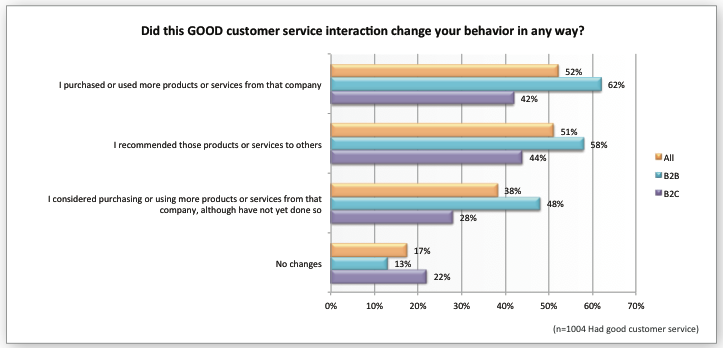 Did this GOOD customer service interaction change your behavior in any way?
I purchased or used more products or services from that company
52%
62%
42%
I recommended those products or services to others
51%
58%
44%
I considered purchasing or using more products or services from that
company, although have not yet done so
38%
48%
28%
No changes
17%
13%
22%
All
B2B
B2C
0% 10% 20% 30% 40% 50% 60% 70%
(n=1004 Had good customer service)